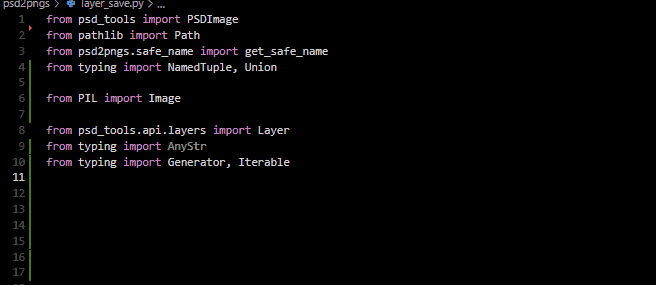 psd2pngs > layer_save.py > ...
1 from psd_tools import PSDImage
2 from pathlib import Path
3 from psd2pngs.safe_name import get_safe_name
4 from typing import NamedTuple, Union
5
6 from PIL import Image
7
8 from psd_tools.api.layers import Layer
9 from typing import AnyStr
10 from typing import Generator, Iterable
11
12
13
14
15
16
17